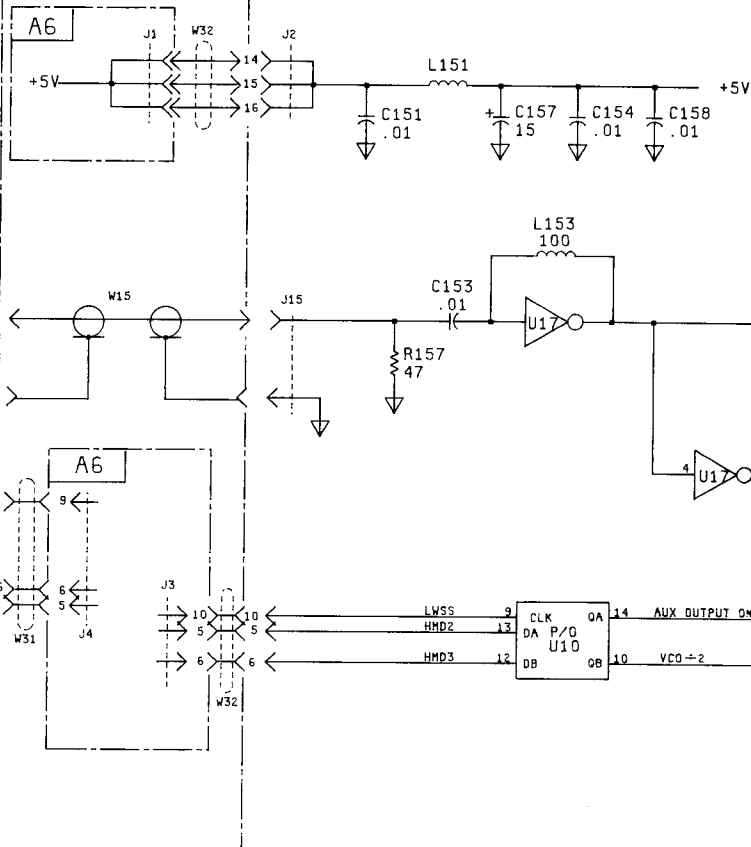 A6
J1
W32
J2
+5V
14
15
16
L151
+5V
C151
.01
+
C157
15
C154
.01
C158
.01
L153
100
W15
J15
C153
.01
U17
R157
47
4
U17
A6
9
6
5
W31
J4
J3
10
10
5
5
6
6
W32
LWSS
HMD2
HMD3
9
13
12
CLK
DA
DB
P/O
U10
QA
QB
14
10
AUX OUTPUT ON
VCO÷2